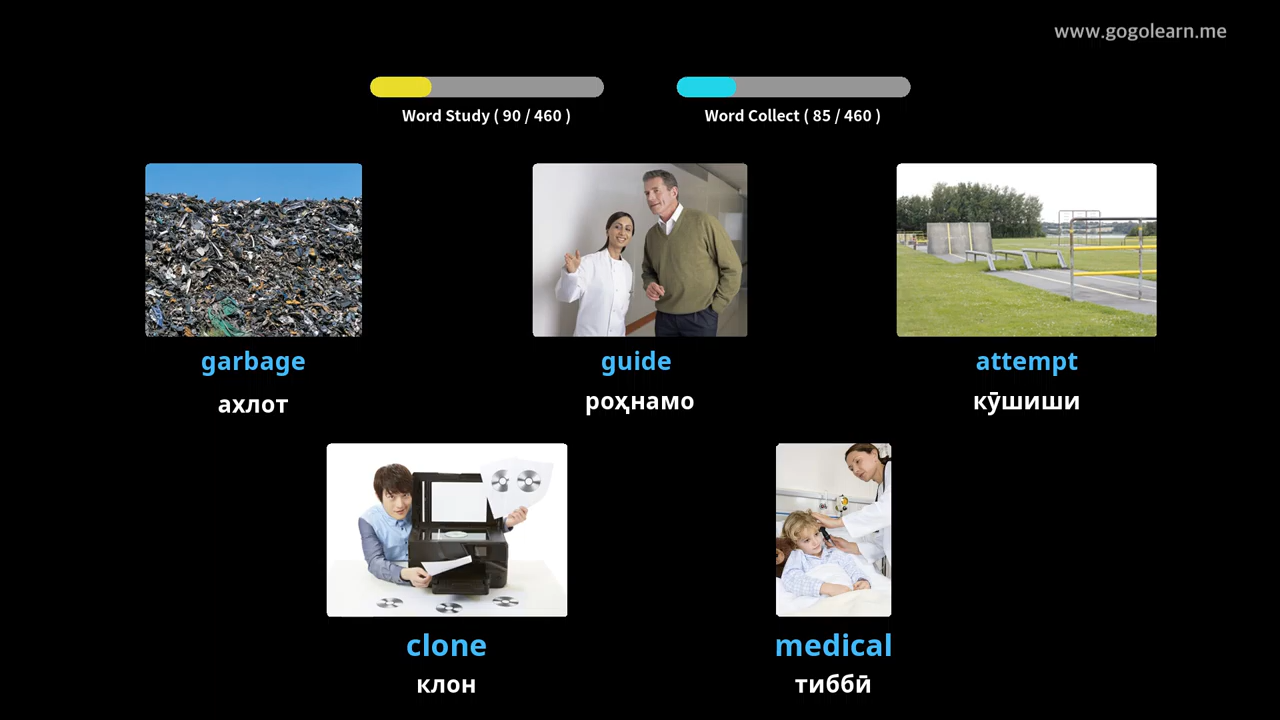 www.gogolearn.me
Word Study ( 90 / 460 )
Word Collect ( 85 / 460 )
garbage
guide
attempt
ахлот
роҳнамо
кӯшиши
clone
medical
клон
тиббӣ